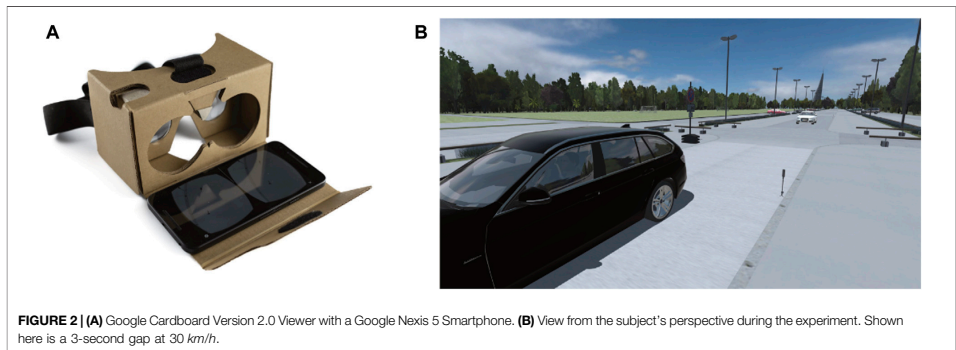 A
B
FIGURE 2 | (A) Google Cardboard Version 2.0 Viewer with a Google Nexis 5 Smartphone. (B) View from the subject's perspective during the experiment. Shown
here is a 3-second gap at 30 km/h.